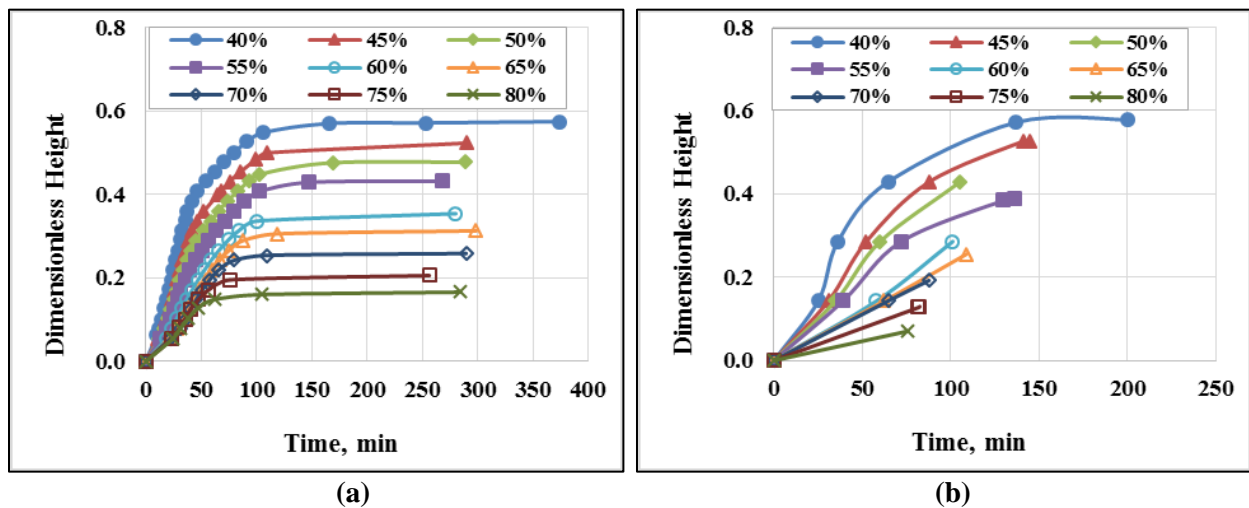 0.8
40% 45% 50%
55% 60% 65%
70% 75% 80%
0.6
0.4
0.2
0.0
Dimensionless Height
0 50 100 150 200 250 300 350 400
Time, min
(a)
0.8
40% 45% 50%
55% 60% 65%
70% 75% 80%
0.6
0.4
0.2
0.0
Dimensionless Height
0 50 100 150 200 250
Time, min
(b)